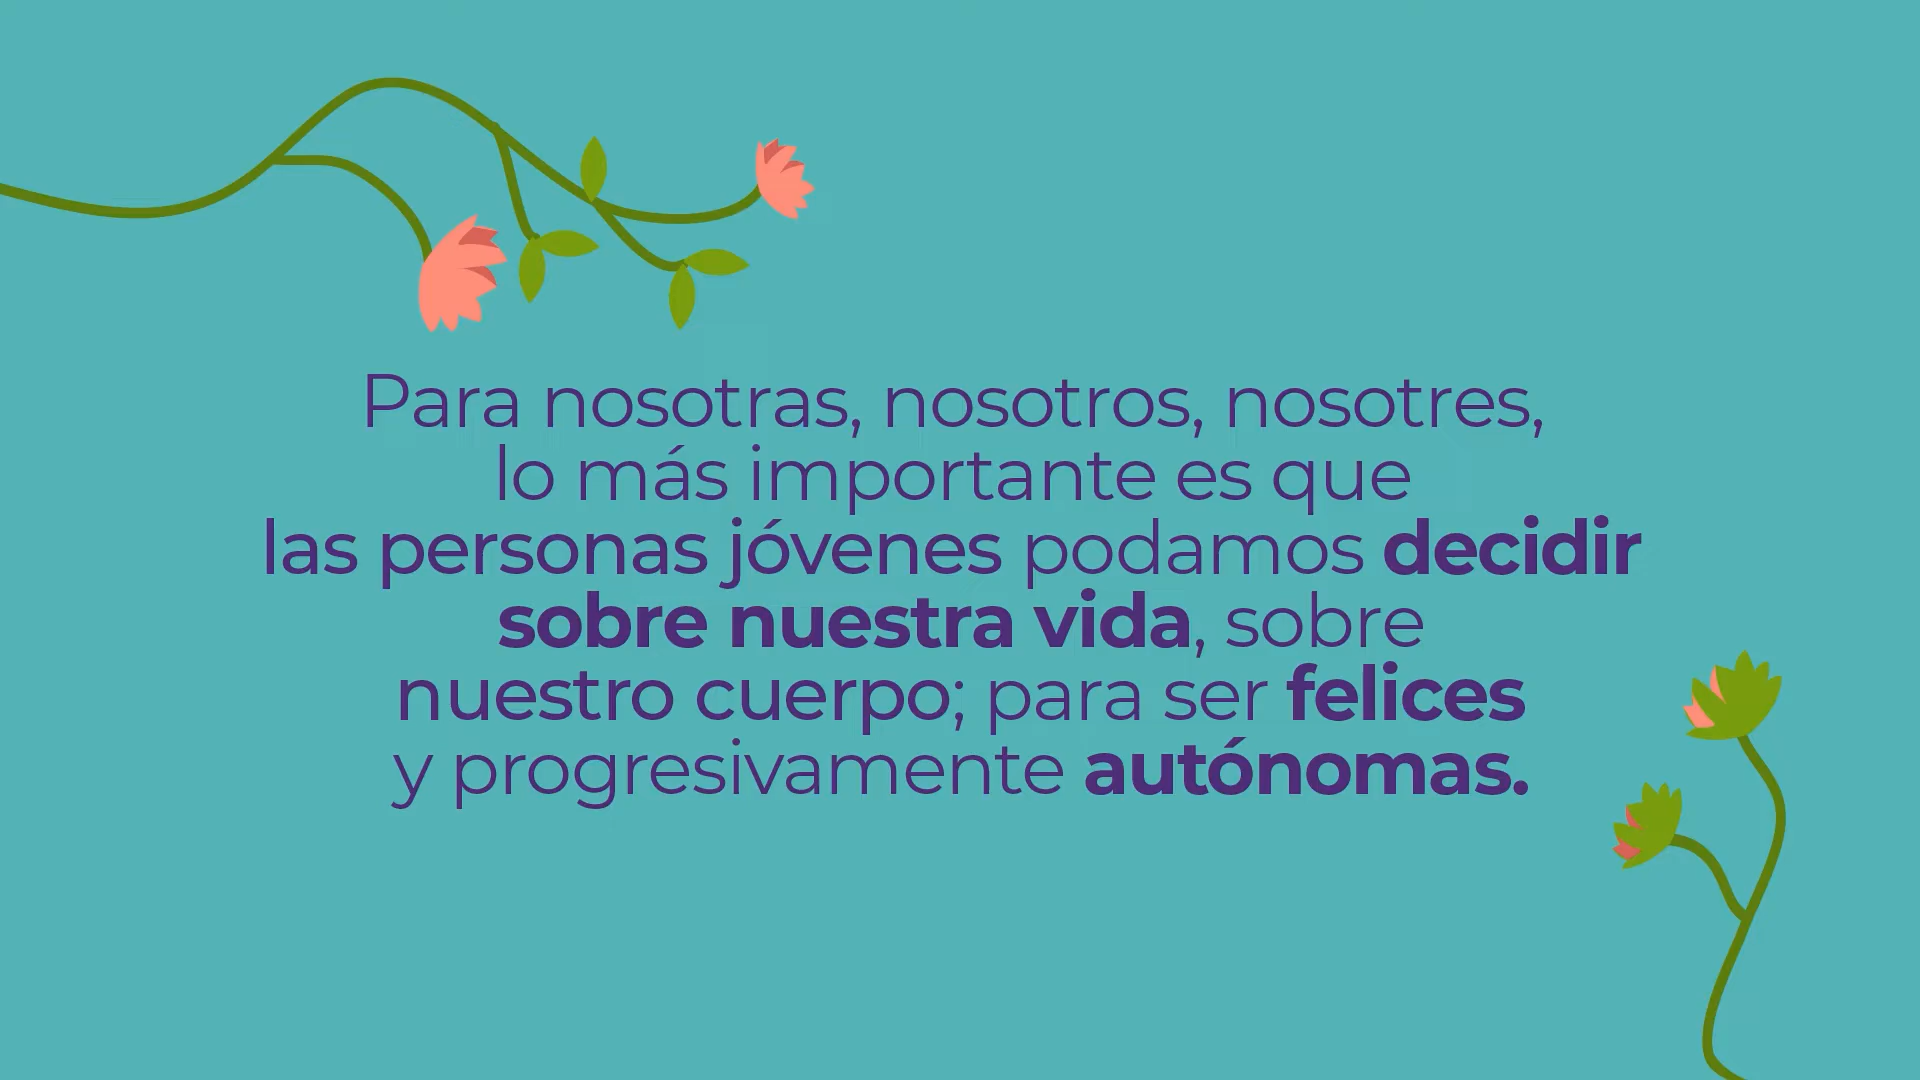 Para nosotras, nosotros, nosotres,
lo más importante es que
las personas jóvenes podamos decidir
sobre nuestra vida, sobre
nuestro cuerpo; para ser felices
y progresivamente autónomas.